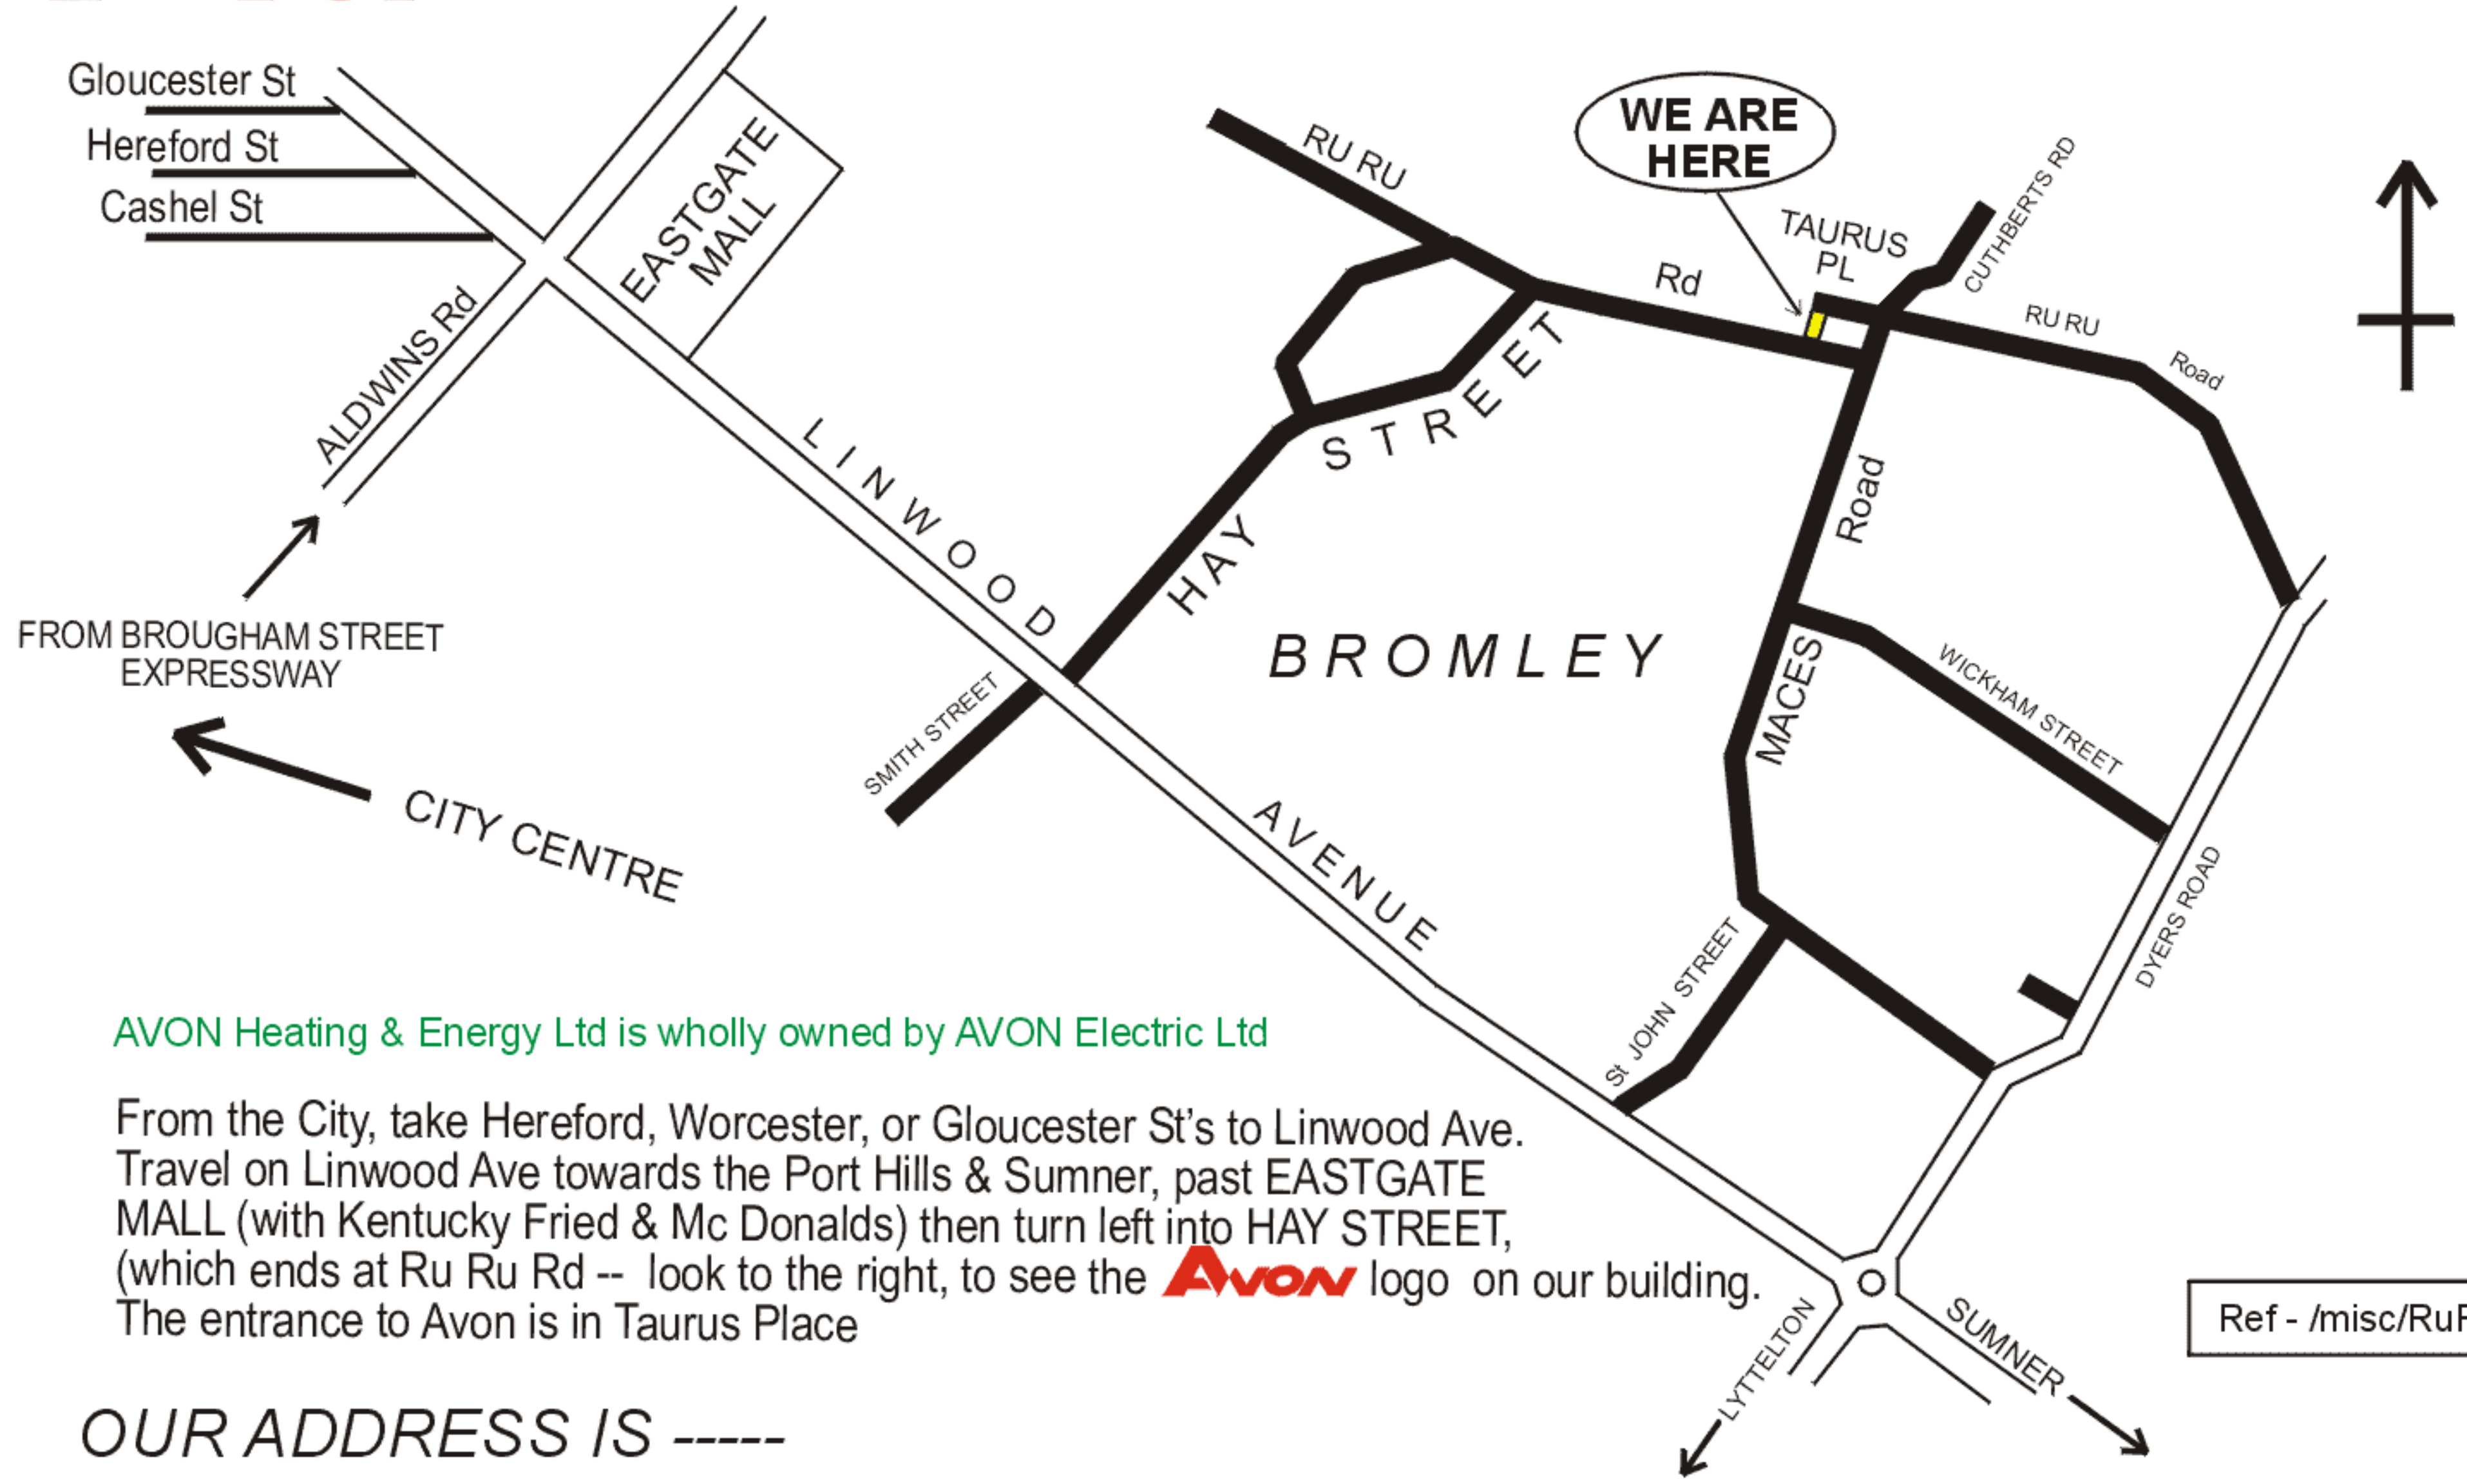 Gloucester St
Hereford St
Cashel St
EASTGATE
MALL
ALDWINS Rd
FROM BROUGHAM STREET
EXPRESSWAY
CITY CENTRE
LINWOOD
AVENUE
SMITH STREET
HAY
STREET
RU RU
Rd
WE ARE
HERE
TAURUS
PL
CUTHBERTS RD
RU RU
Road
Road
MACES
BROMLEY
WICKHAM STREET
DYERS ROAD
St JOHN STREET
LYTTELTON
SUMNER
AVON Heating & Energy Ltd is wholly owned by AVON Electric Ltd
From the City, take Hereford, Worcester, or Gloucester St's to Linwood Ave.
Travel on Linwood Ave towards the Port Hills & Sumner, past EASTGATE
MALL (with Kentucky Fried & Mc Donalds) then turn left into HAY STREET,
(which ends at Ru Ru Rd -- look to the right, to see the AVON logo on our building.
The entrance to Avon is in Taurus Place
Ref - /misc/Ru
OUR ADDRESS IS -----